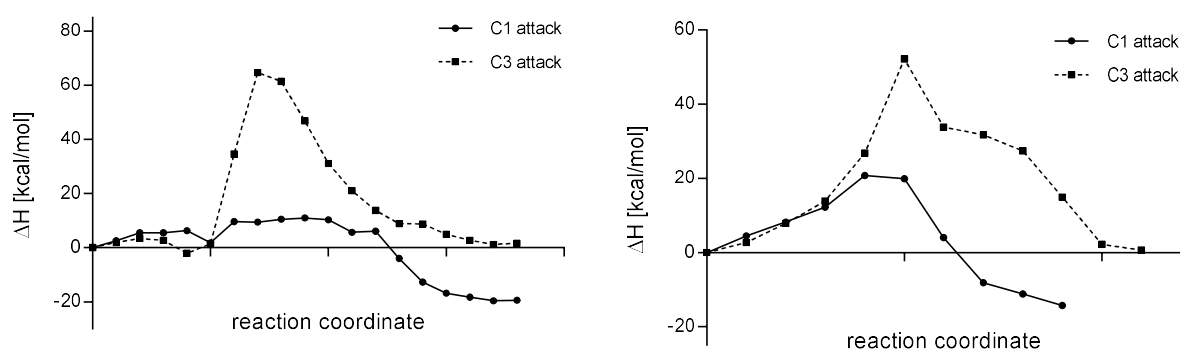 80
60
40
20
0
-20
ΔH [kcal/mol]
reaction coordinate
C1 attack
C3 attack
60
40
20
0
-20
ΔH [kcal/mol]
reaction coordinate
C1 attack
C3 attack